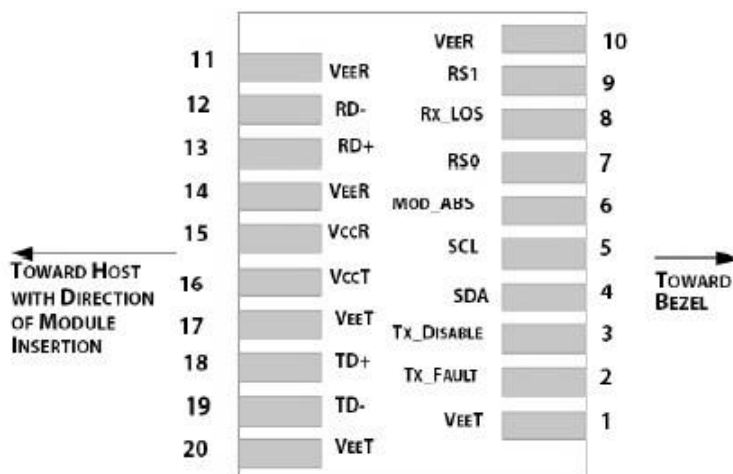 11 VEER
12 RD-
13 RD+
14 VEER
15 VCCR
16 VCCT
17 VEET
18 TD+
19 TD-
20 VEET
VEER 10
RS1 9
RX_LOS 8
RS0 7
MOD_ABS 6
SCL 5
SDA 4
TX_DISABLE 3
TX_FAULT 2
VEET 1
TOWARD HOST
WITH DIRECTION
OF MODULE
INSERTION
TOWARD
BEZEL